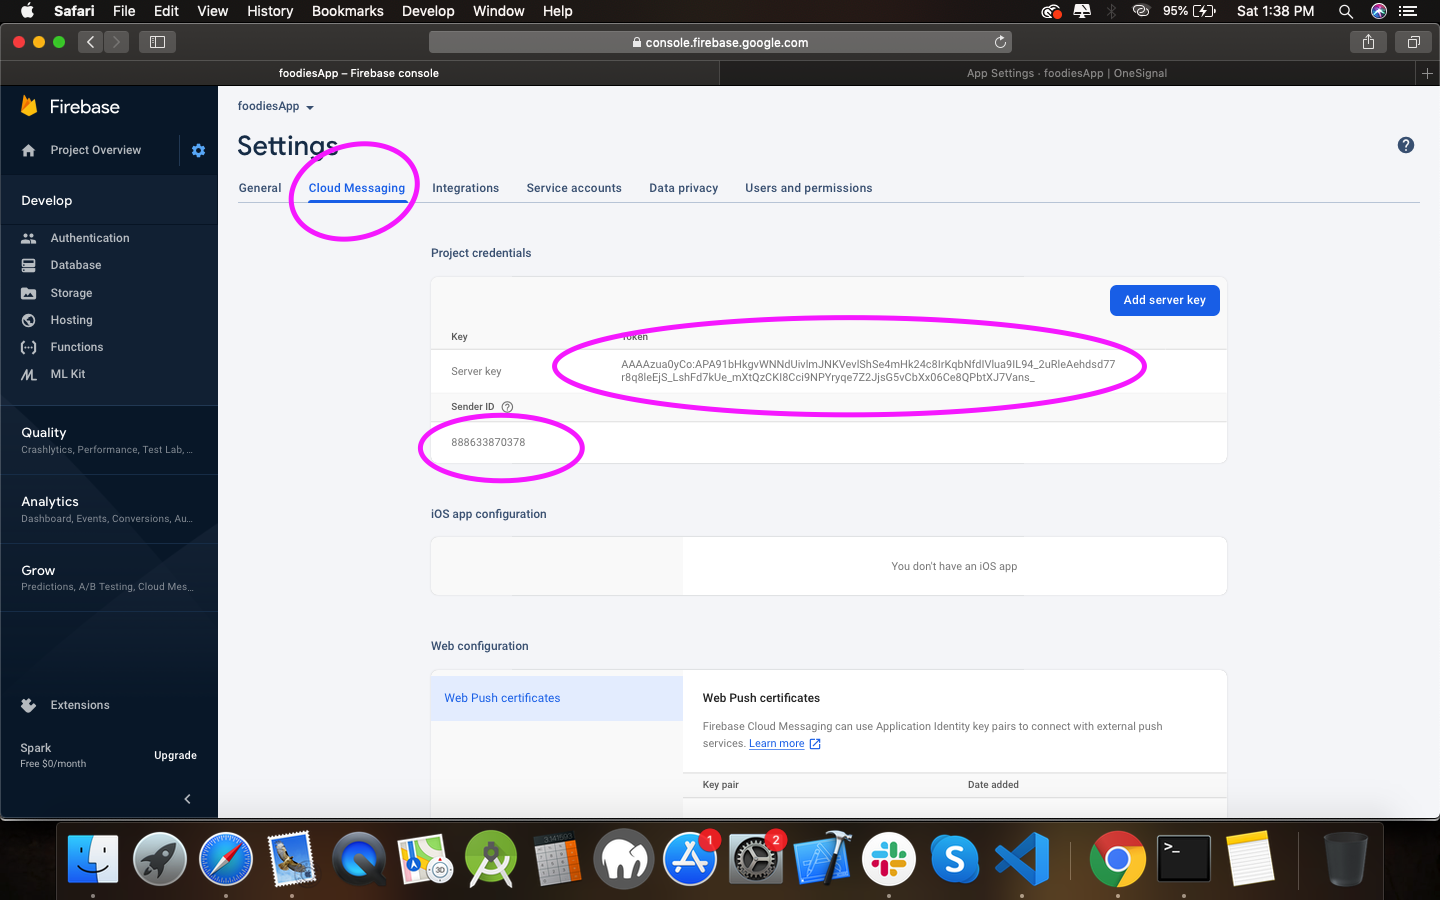 Safari File Edit View History Bookmarks Develop Window Help 95% Sat 1:38 PM
console.firebase.google.com
foodiesApp – Firebase console
App Settings · foodiesApp | OneSignal
Firebase
foodiesApp
Project Overview
Settings
General Cloud Messaging Integrations Service accounts Data privacy Users and permissions
Develop
Authentication
Database
Storage
Hosting
Functions
ML Kit
Quality
Crashlytics, Performance, Test Lab, ...
Analytics
Dashboard, Events, Conversions, Au...
Grow
Predictions, A/B Testing, Cloud Mes...
Extensions
Spark
Free $0/month
Upgrade
Project credentials
Add server key
Key Token
Server key
AAAAzua0yCo:APA91bHkgvWNNdUivlmJNKVevlShSe4mHk24c8IrKqbNfdIVlua9IL94_2uRleAehdsd77
r8q8leEjS_LshFd7kUe_mXtQzCKI8Cci9NPYryqe7Z2JjsG5vCbXx06Ce8QPbtXJ7Vans_
Sender ID
888633870378
iOS app configuration
You don't have an iOS app
Web configuration
Web Push certificates
Web Push certificates
Firebase Cloud Messaging can use Application Identity key pairs to connect with external push
services. Learn more
Key pair Date added
1
2